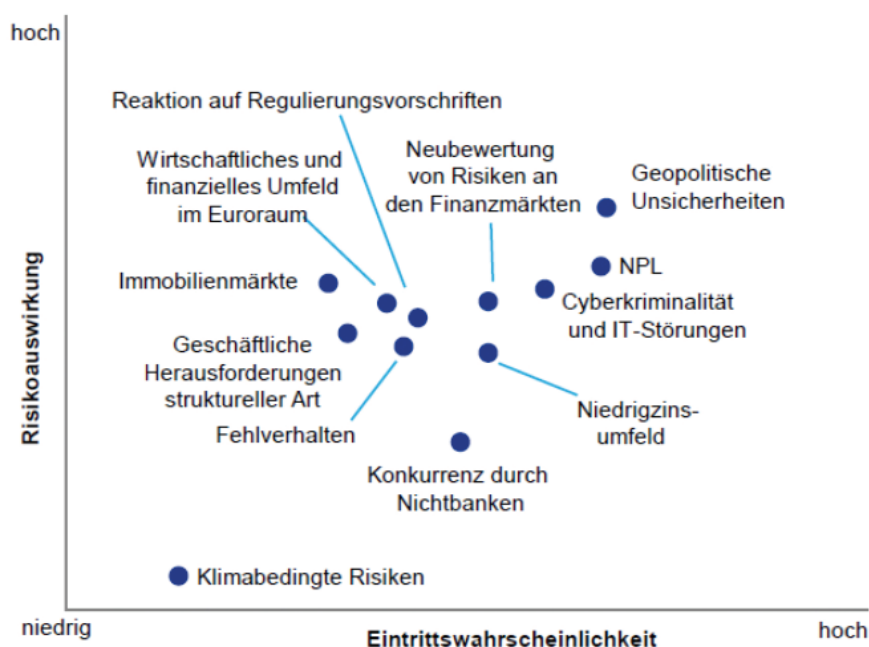 hoch
Reaktion auf Regulierungsvorschriften
Wirtschaftliches und
finanzielles Umfeld
im Euroraum
Neubewertung
von Risiken an
den Finanzmärkten
Geopolitische
Unsicherheiten
Immobilienmärkte
NPL
Cyberkriminalität
und IT-Störungen
Geschäftliche
Herausforderungen
struktureller Art
Fehlverhalten
Niedrigzins-
umfeld
Konkurrenz durch
Nichtbanken
Klimabedingte Risiken
Risikoauswirkung
niedrig
Eintrittswahrscheinlichkeit
hoch